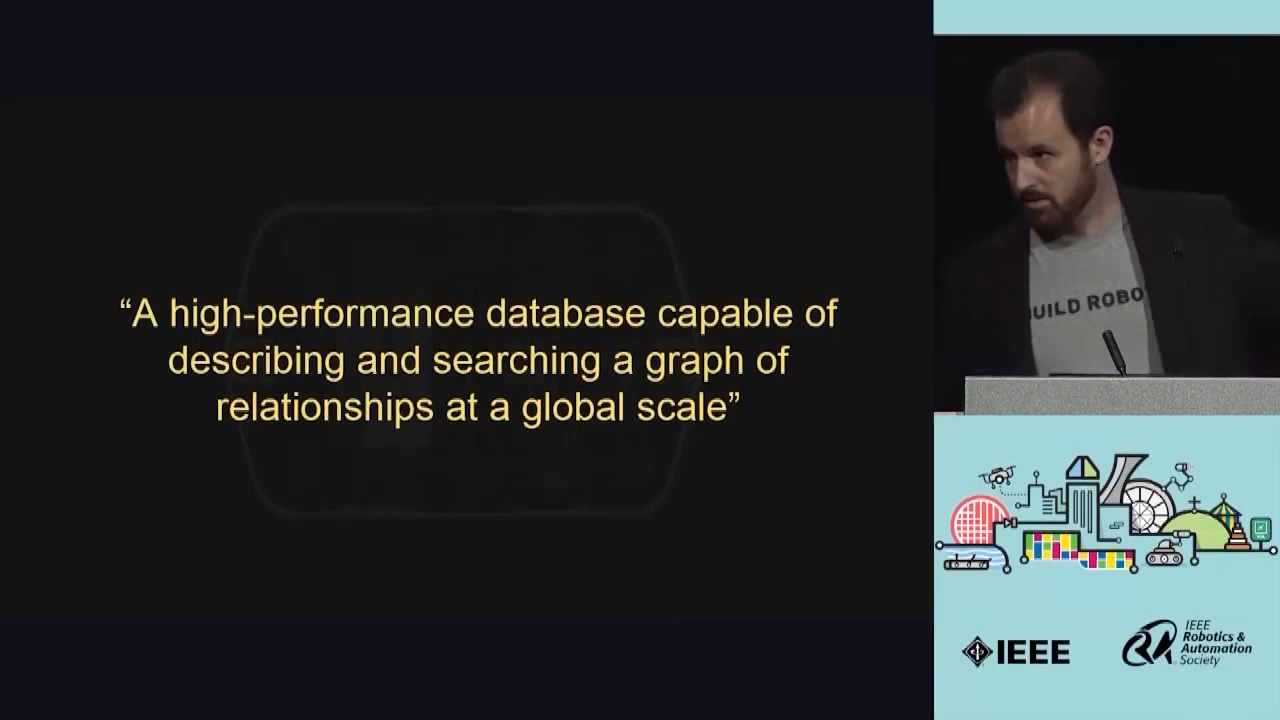 “A high-performance database capable of
describing and searching a graph of
relationships at a global scale”
UILD ROBO
IEEE
IEEE
Robotics &
Automation
Society